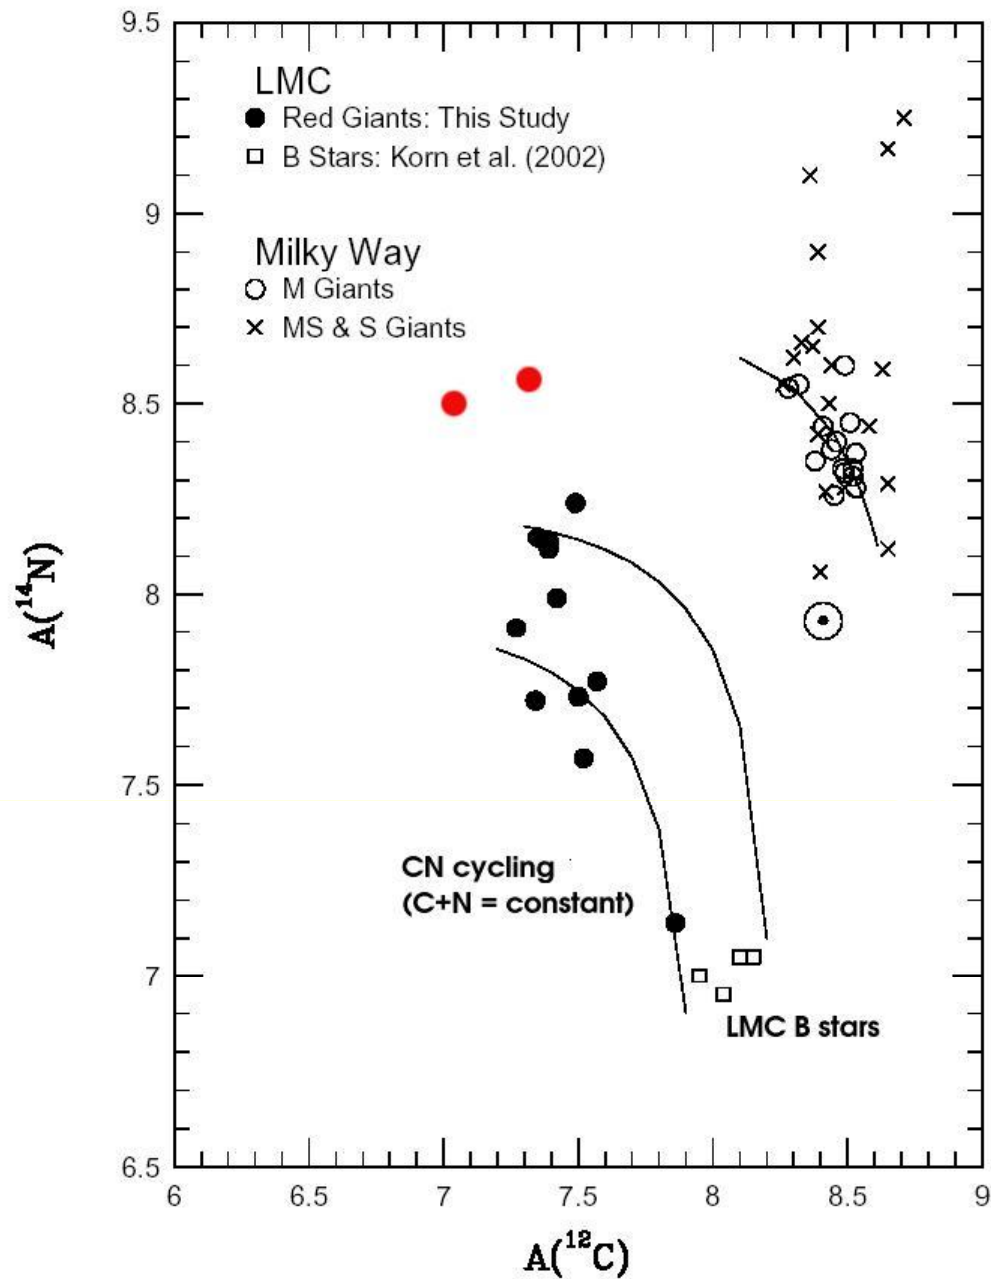 9.5
LMC
Red Giants: This Study
B Stars: Korn et al. (2002)
9
Milky Way
M Giants
MS & S Giants
8.5
8
7.5
7
6.5
A(¹⁴N)
CN cycling
(C+N = constant)
LMC B stars
6 6.5 7 7.5 8 8.5 9
A(¹²C)